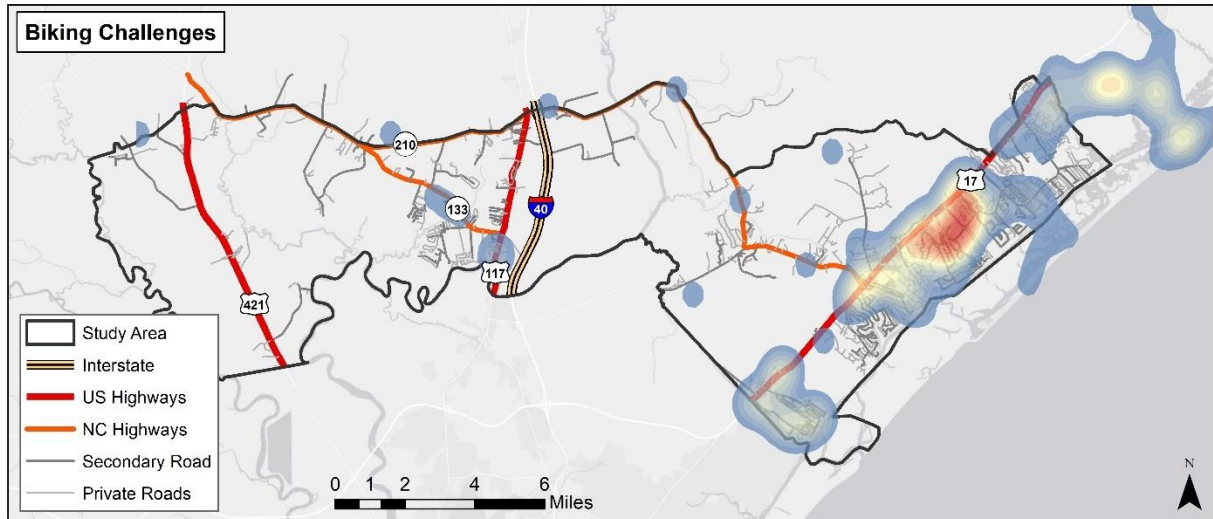 Biking Challenges
210
17
133
40
117
421
Study Area
Interstate
US Highways
NC Highways
Secondary Road
Private Roads
0 1 2 4 6
Miles
N